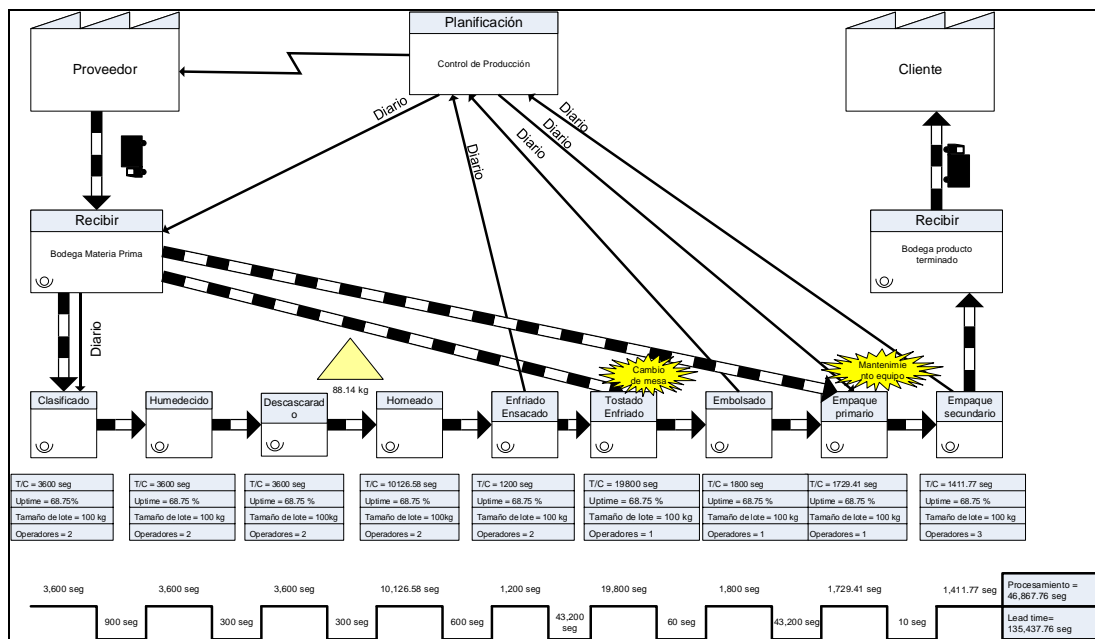 Planificación
Control de Producción
Proveedor
Cliente
Diario
Diario
Diario
Diario
Diario
Recibir
Bodega Materia Prima
Recibir
Bodega producto
terminado
Diario
88.14 kg
Cambio
de mesa
Mantenimie
nto equipo
Clasificado
Humedecido
Descascarad
o
Horneado
Enfriado
Ensacado
Tostado
Enfriado
Embolsado
Empaque
primario
Empaque
secundario
T/C = 3600 seg
Uptime = 68.75%
Tamaño de lote = 100 kg
Operadores = 2
T/C = 3600 seg
Uptime = 68.75 %
Tamaño de lote = 100 kg
Operadores = 2
T/C = 3600 seg
Uptime = 68.75 %
Tamaño de lote = 100kg
Operadores = 2
T/C = 10126.58 seg
Uptime = 68.75 %
Tamaño de lote = 100kg
Operadores = 2
T/C = 1200 seg
Uptime = 68.75 %
Tamaño de lote = 100 kg
Operadores = 2
T/C = 19800 seg
Uptime = 68.75 %
Tamaño de lote = 100 kg
Operadores = 1
T/C = 1800 seg
Uptime = 68.75 %
Tamaño de lote = 100 kg
Operadores = 1
T/C = 1729.41 seg
Uptime = 68.75 %
Tamaño de lote = 100 kg
Operadores = 1
T/C = 1411.77 seg
Uptime = 68.75 %
Tamaño de lote = 100 kg
Operadores = 3
3,600 seg
3,600 seg
3,600 seg
10,126.58 seg
1,200 seg
19,800 seg
1,800 seg
1,729.41 seg
1,411.77 seg
Procesamiento =
46,867.76 seg
900 seg
300 seg
300 seg
600 seg
43,200
seg
60 seg
43,200 seg
10 seg
Lead time=
135,437.76 seg